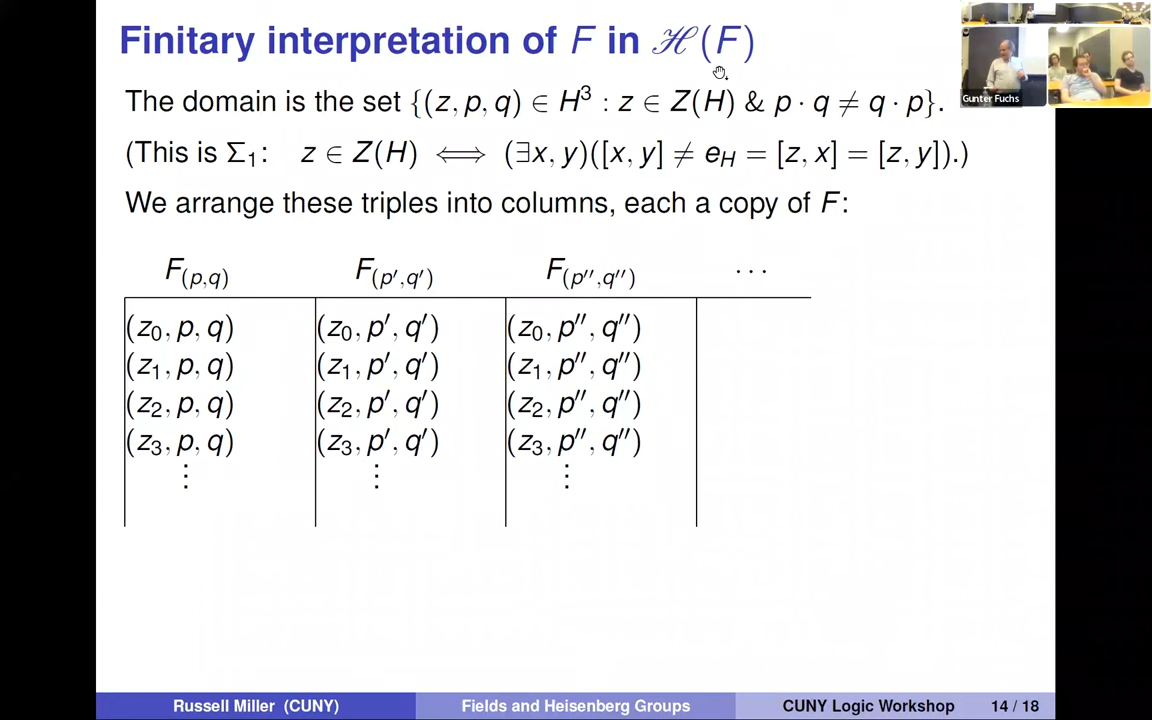 Finitary interpretation of F in ℋ(F)
Gunter Fuchs
The domain is the set {(z, p, q) ∈ H³ : z ∈ Z(H) & p · q ≠ q · p}.
(This is Σ₁: z ∈ Z(H) ⟺ (∃x, y)([x, y] ≠ e_H = [z, x] = [z, y]).)
We arrange these triples into columns, each a copy of F:
F_(p,q) F_(p′,q′) F_(p″,q″) ⋯
(z₀, p, q) (z₀, p′, q′) (z₀, p″, q″)
(z₁, p, q) (z₁, p′, q′) (z₁, p″, q″)
(z₂, p, q) (z₂, p′, q′) (z₂, p″, q″)
(z₃, p, q) (z₃, p′, q′) (z₃, p″, q″)
⋮ ⋮ ⋮
Russell Miller (CUNY) Fields and Heisenberg Groups CUNY Logic Workshop 14 / 18